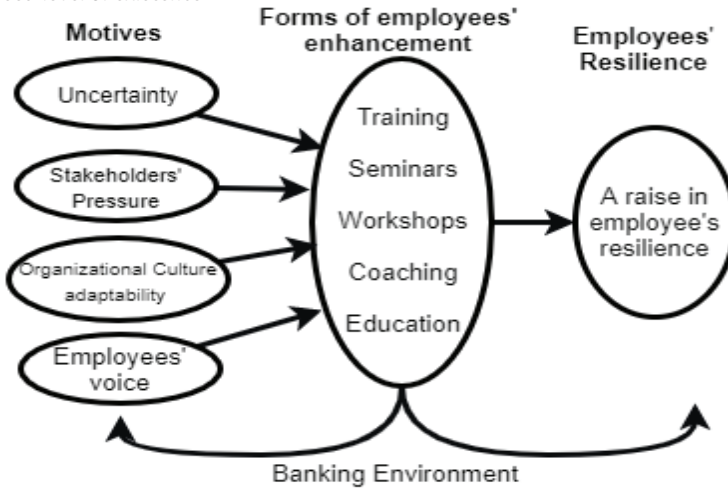 Motives
Uncertainty
Stakeholders'
Pressure
Organizational Culture
adaptability
Employees'
voice
Forms of employees'
enhancement
Training
Seminars
Workshops
Coaching
Education
Employees'
Resilience
A raise in
employee's
resilience
Banking Environment